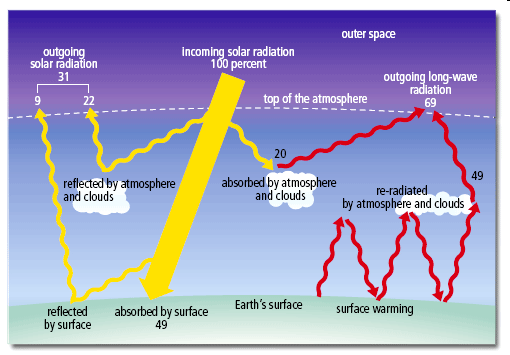 outer space
outgoing
solar radiation
31
incoming solar radiation
100 percent
outgoing long-wave
radiation
69
9
22
top of the atmosphere
20
49
reflected by atmosphere
and clouds
absorbed by atmosphere
and clouds
re-radiated
by atmosphere and clouds
Earth's surface
reflected
by surface
absorbed by surface
49
surface warming